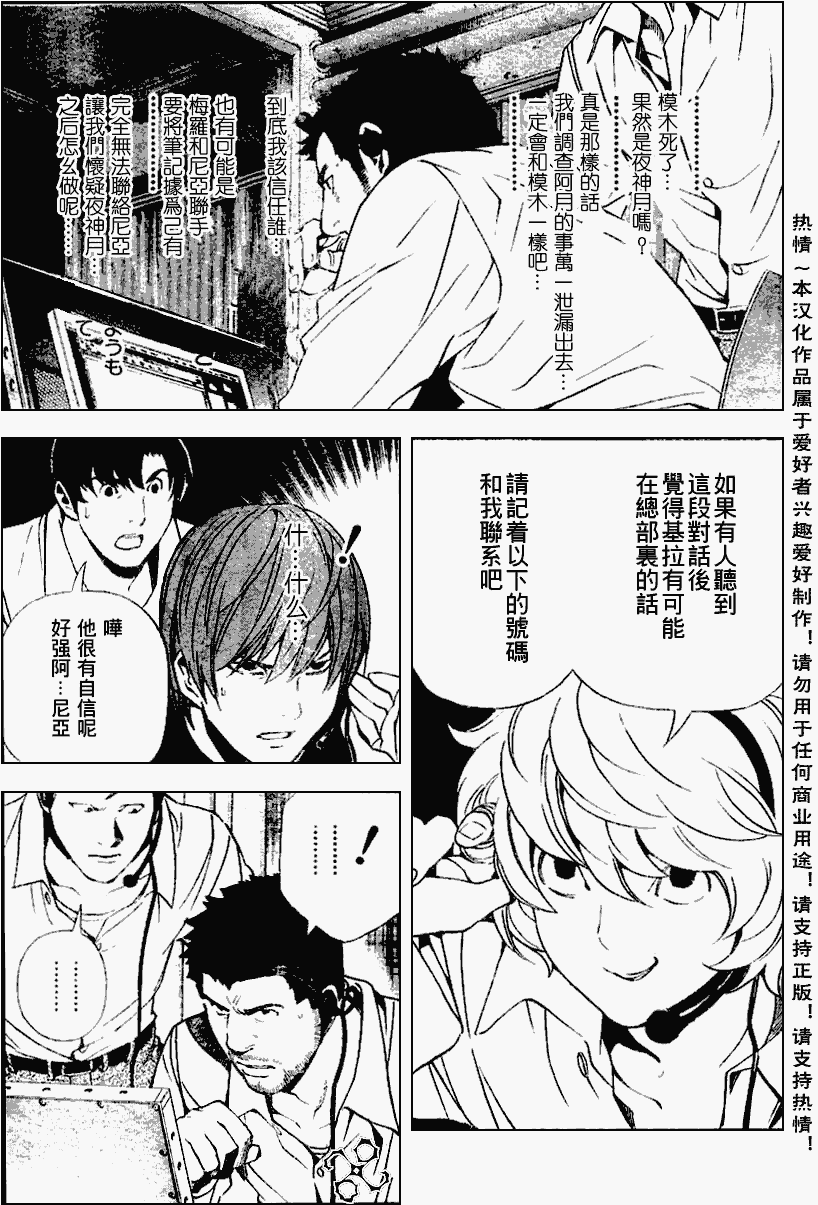 ………
模木死了…
果然是夜神月嗎？
………
真是那樣的話
我們調查阿月的事萬一泄漏出去…
一定會和模木一樣吧…
………
到底我該信任誰…
也有可能是
梅羅和尼亞聯手
要將筆記據爲己有
………
完全無法聯絡尼亞
讓我們懷疑夜神月…
之后怎么做呢……
ようも
て
如果有人聽到
這段對話後
覺得基拉有可能
在總部裏的話
請記着以下的號碼
和我聯系吧
！
什…什么…
嘩
他很有自信呢
好强阿…尼亞
！
………
………
热情～本汉化作品属于爱好者兴趣爱好制作！请勿用于任何商业用途！请支持正版！请支持热情！